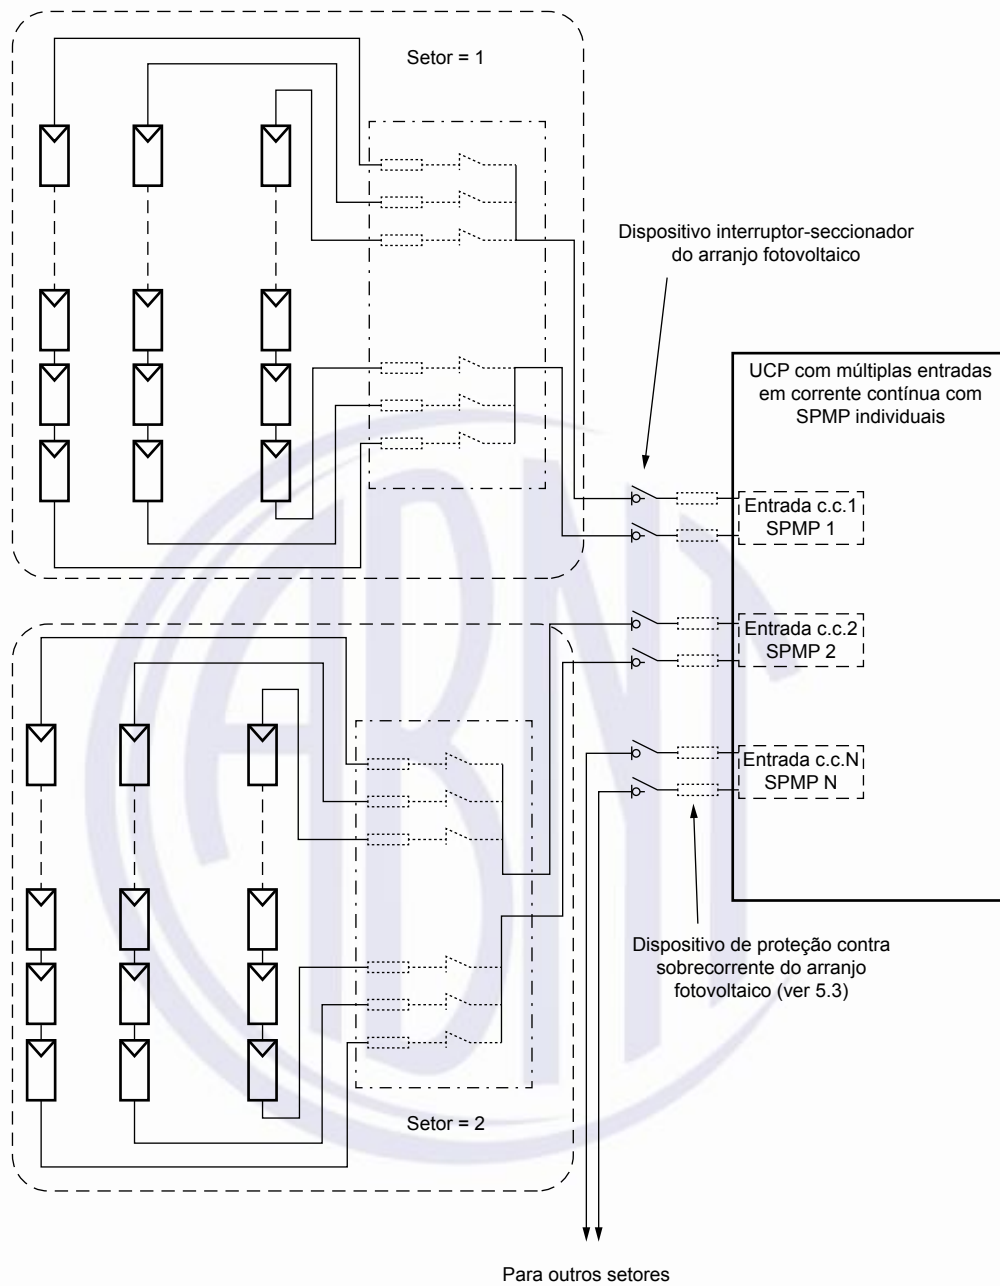 Setor = 1
Dispositivo interruptor-seccionador
do arranjo fotovoltaico
UCP com múltiplas entradas
em corrente contínua com
SPMP individuais
Entrada c.c.1
SPMP 1
Entrada c.c.2
SPMP 2
Entrada c.c.N
SPMP N
Dispositivo de proteção contra
sobrecorrente do arranjo
fotovoltaico (ver 5.3)
Setor = 2
Para outros setores
ABNT